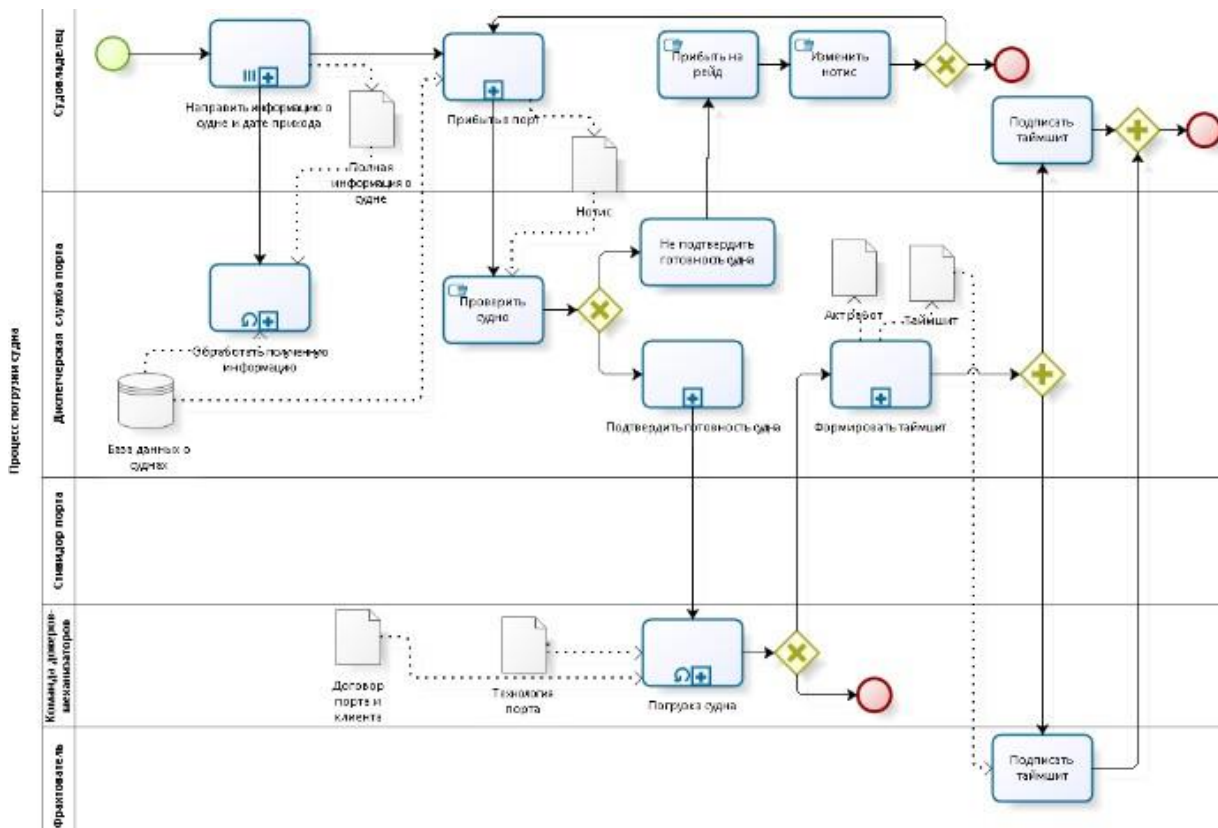 Процесс погрузки судна
Судовладелец
Направить информацию о
судне и дате прихода
Полная
информация о
судне
Прибыть в порт
Нотис
Прибыть на
рейд
Изменить
нотис
Подписать
таймшит
Диспетчерская служба порта
Обработать полученную
информацию
База данных о
суднах
Проверить
судно
Не подтвердить
готовность судна
Подтвердить готовность судна
Акт работ
Таймшит
Формировать таймшит
Стивидор порта
Команда докеров-
механизаторов
Договор
порта и
клиента
Технология
порта
Погрузка судна
Фрахтователь
Подписать
таймшит